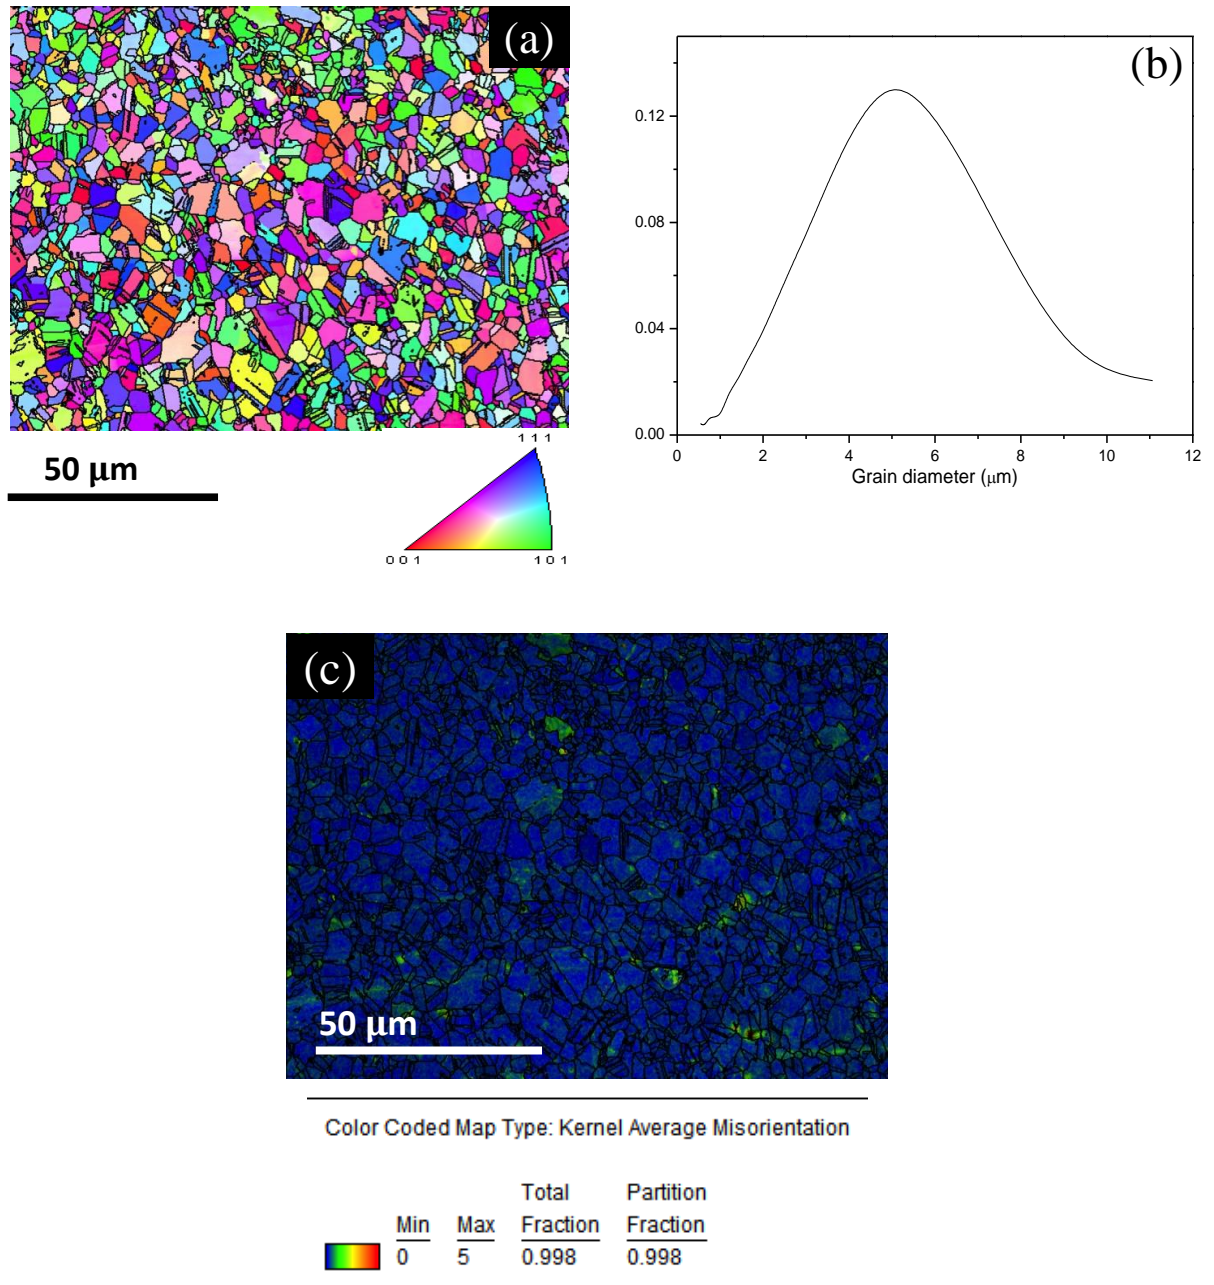 (a)
50 μm
1 1 1
0 0 1
1 0 1
(b)
0.12
0.08
0.04
0.00
0 2 4 6 8 10 12
Grain diameter (μm)
(c)
50 μm
Color Coded Map Type: Kernel Average Misorientation
Total Partition
Min Max Fraction Fraction
0 5 0.998 0.998